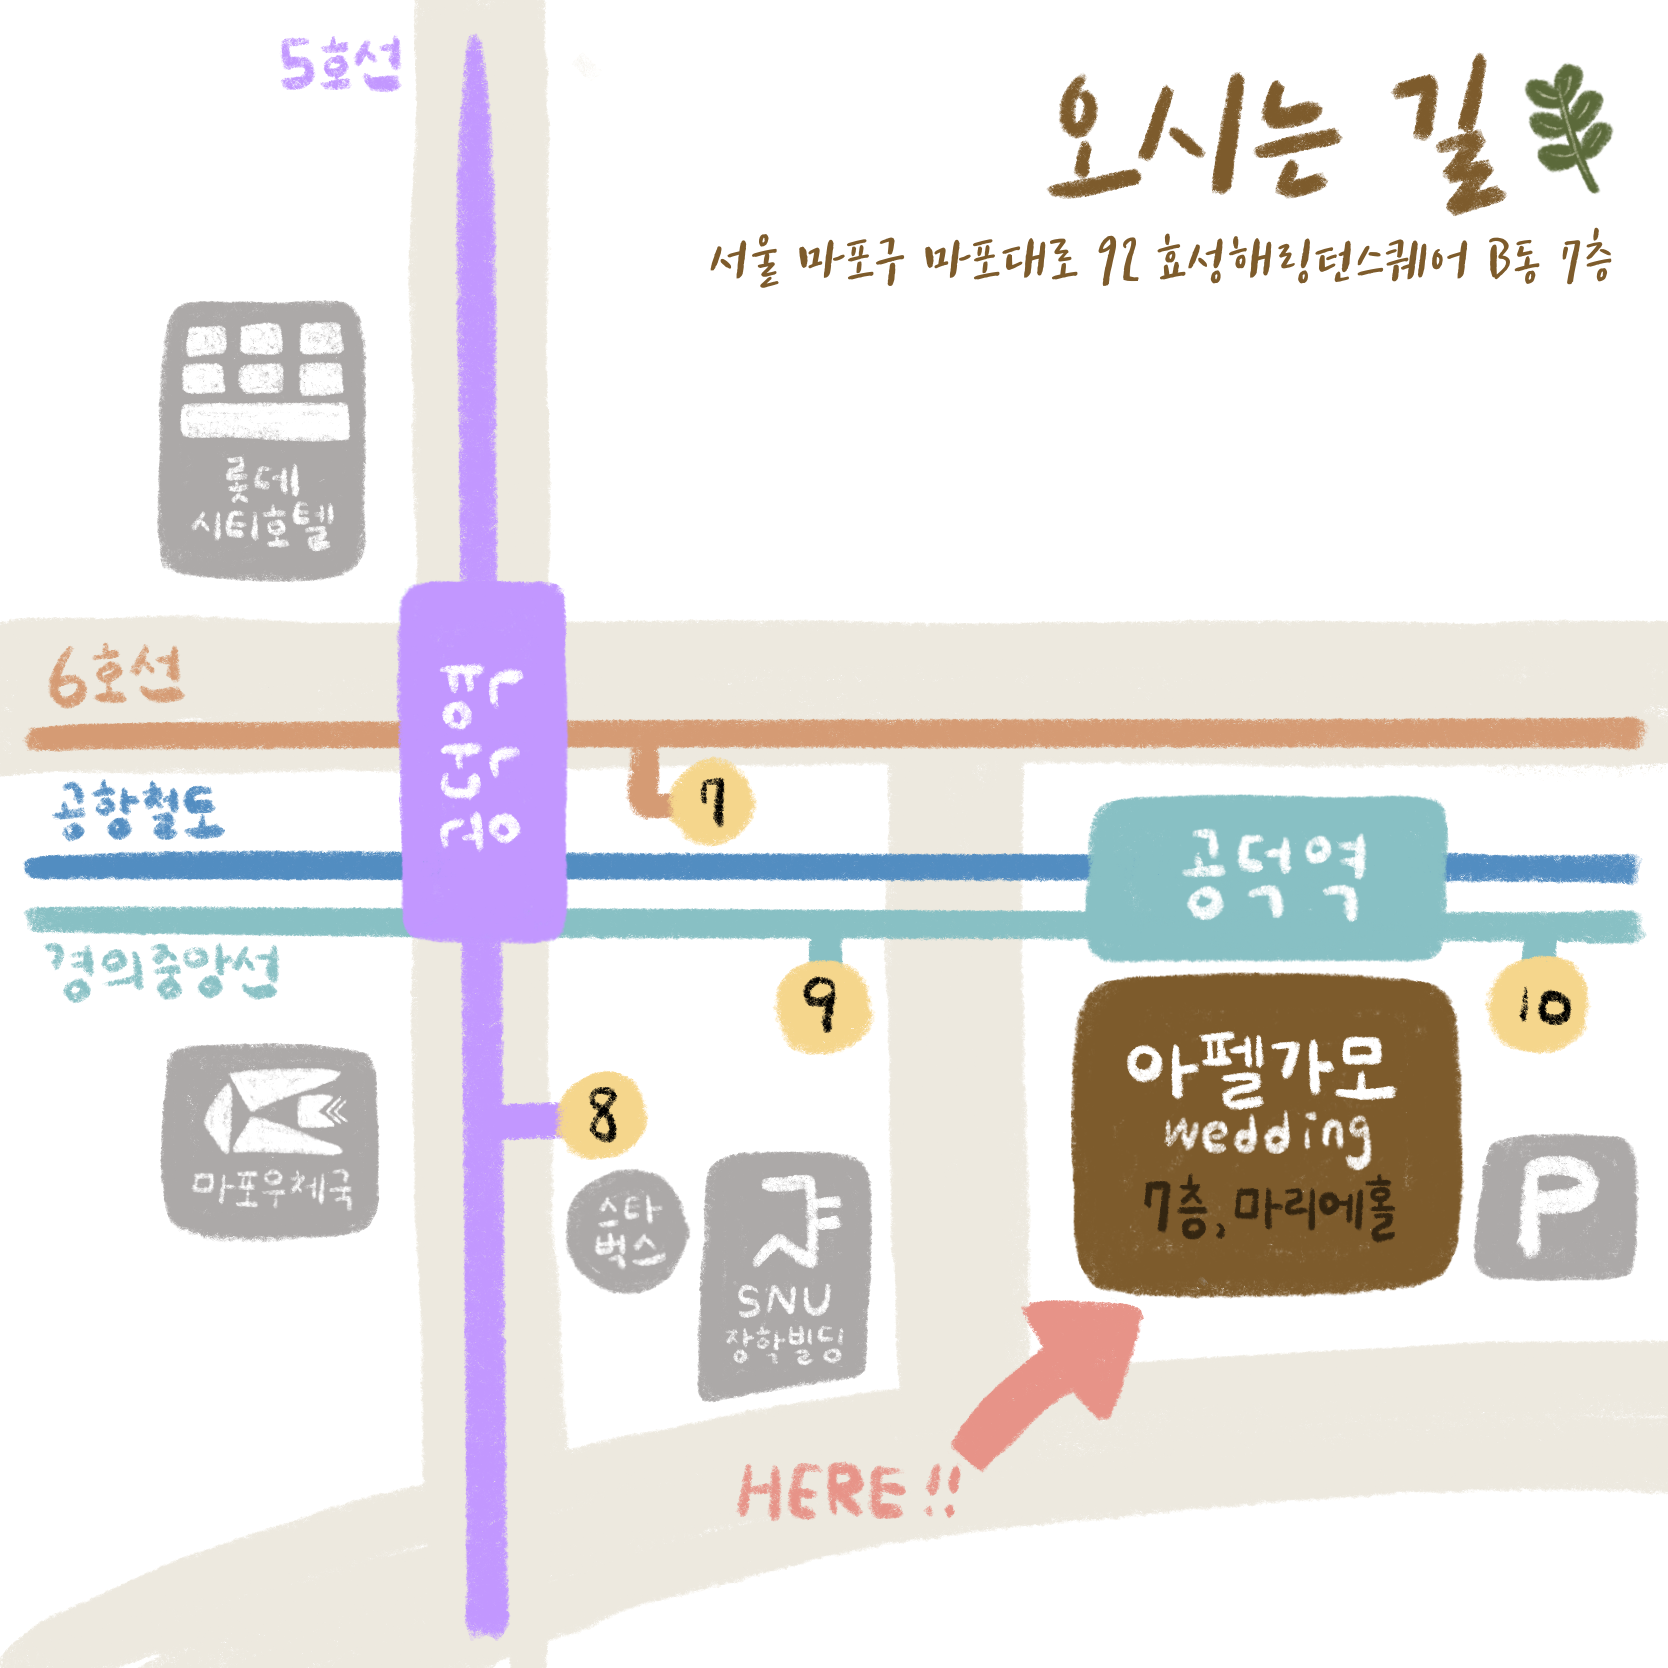 5호선
오시는 길
서울 마포구 마포대로 92 효성해링턴스퀘어 B동 7층
롯데
시티호텔
6호선
공덕역
7
공항철도
공덕역
경의중앙선
9
10
아펠가모
wedding
7층, 마리에홀
8
마포우체국
스타
벅스
P
SNU
장학빌딩
HERE!!